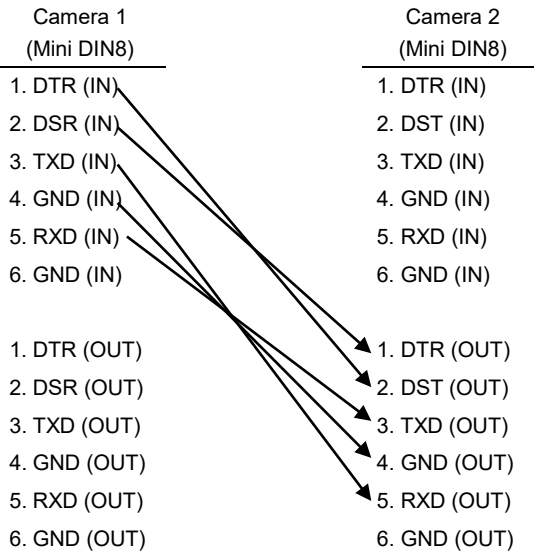 Camera 1 Camera 2
(Mini DIN8) (Mini DIN8)
1. DTR (IN) 1. DTR (IN)
2. DSR (IN) 2. DST (IN)
3. TXD (IN) 3. TXD (IN)
4. GND (IN) 4. GND (IN)
5. RXD (IN) 5. RXD (IN)
6. GND (IN) 6. GND (IN)
1. DTR (OUT) 1. DTR (OUT)
2. DSR (OUT) 2. DST (OUT)
3. TXD (OUT) 3. TXD (OUT)
4. GND (OUT) 4. GND (OUT)
5. RXD (OUT) 5. RXD (OUT)
6. GND (OUT) 6. GND (OUT)